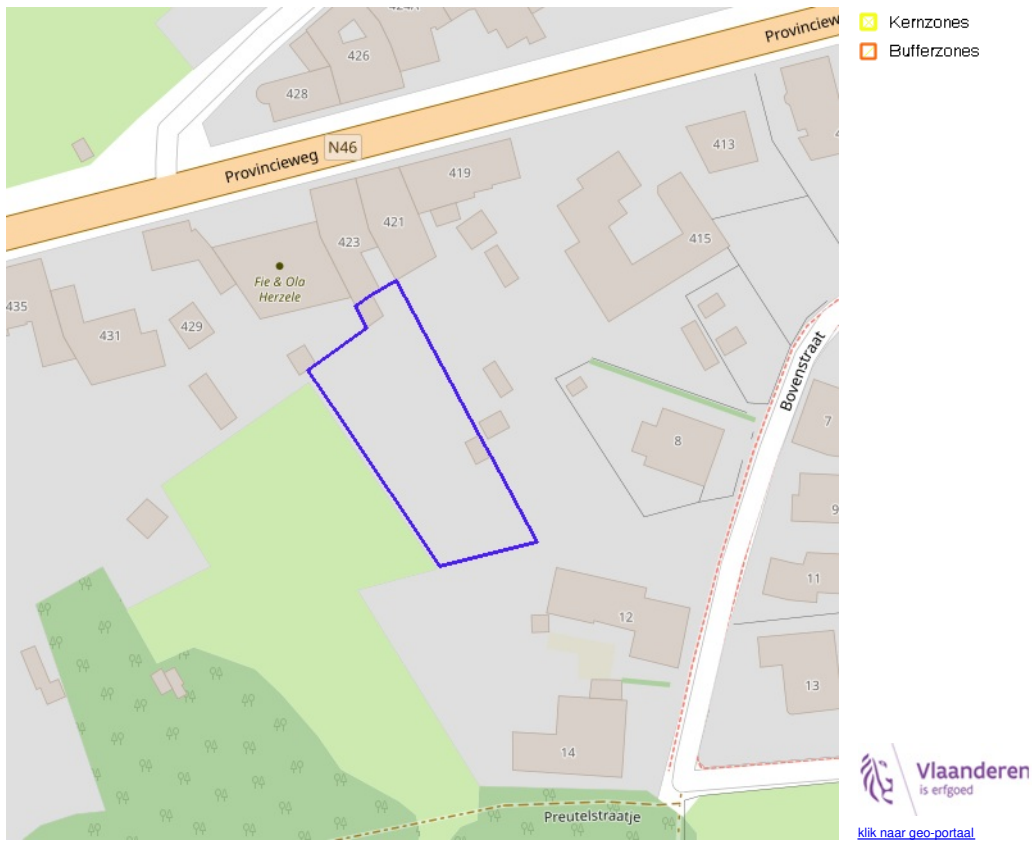 Kernzones
Bufferzones
426
428
Provincieweg N46
413
419
421
423
415
Fie & Ola
Herzele
435
431
429
Bovenstraat
7
8
9
11
12
13
14
Preutelstraatje
Vlaanderen
is erfgoed
klik naar geo-portaal